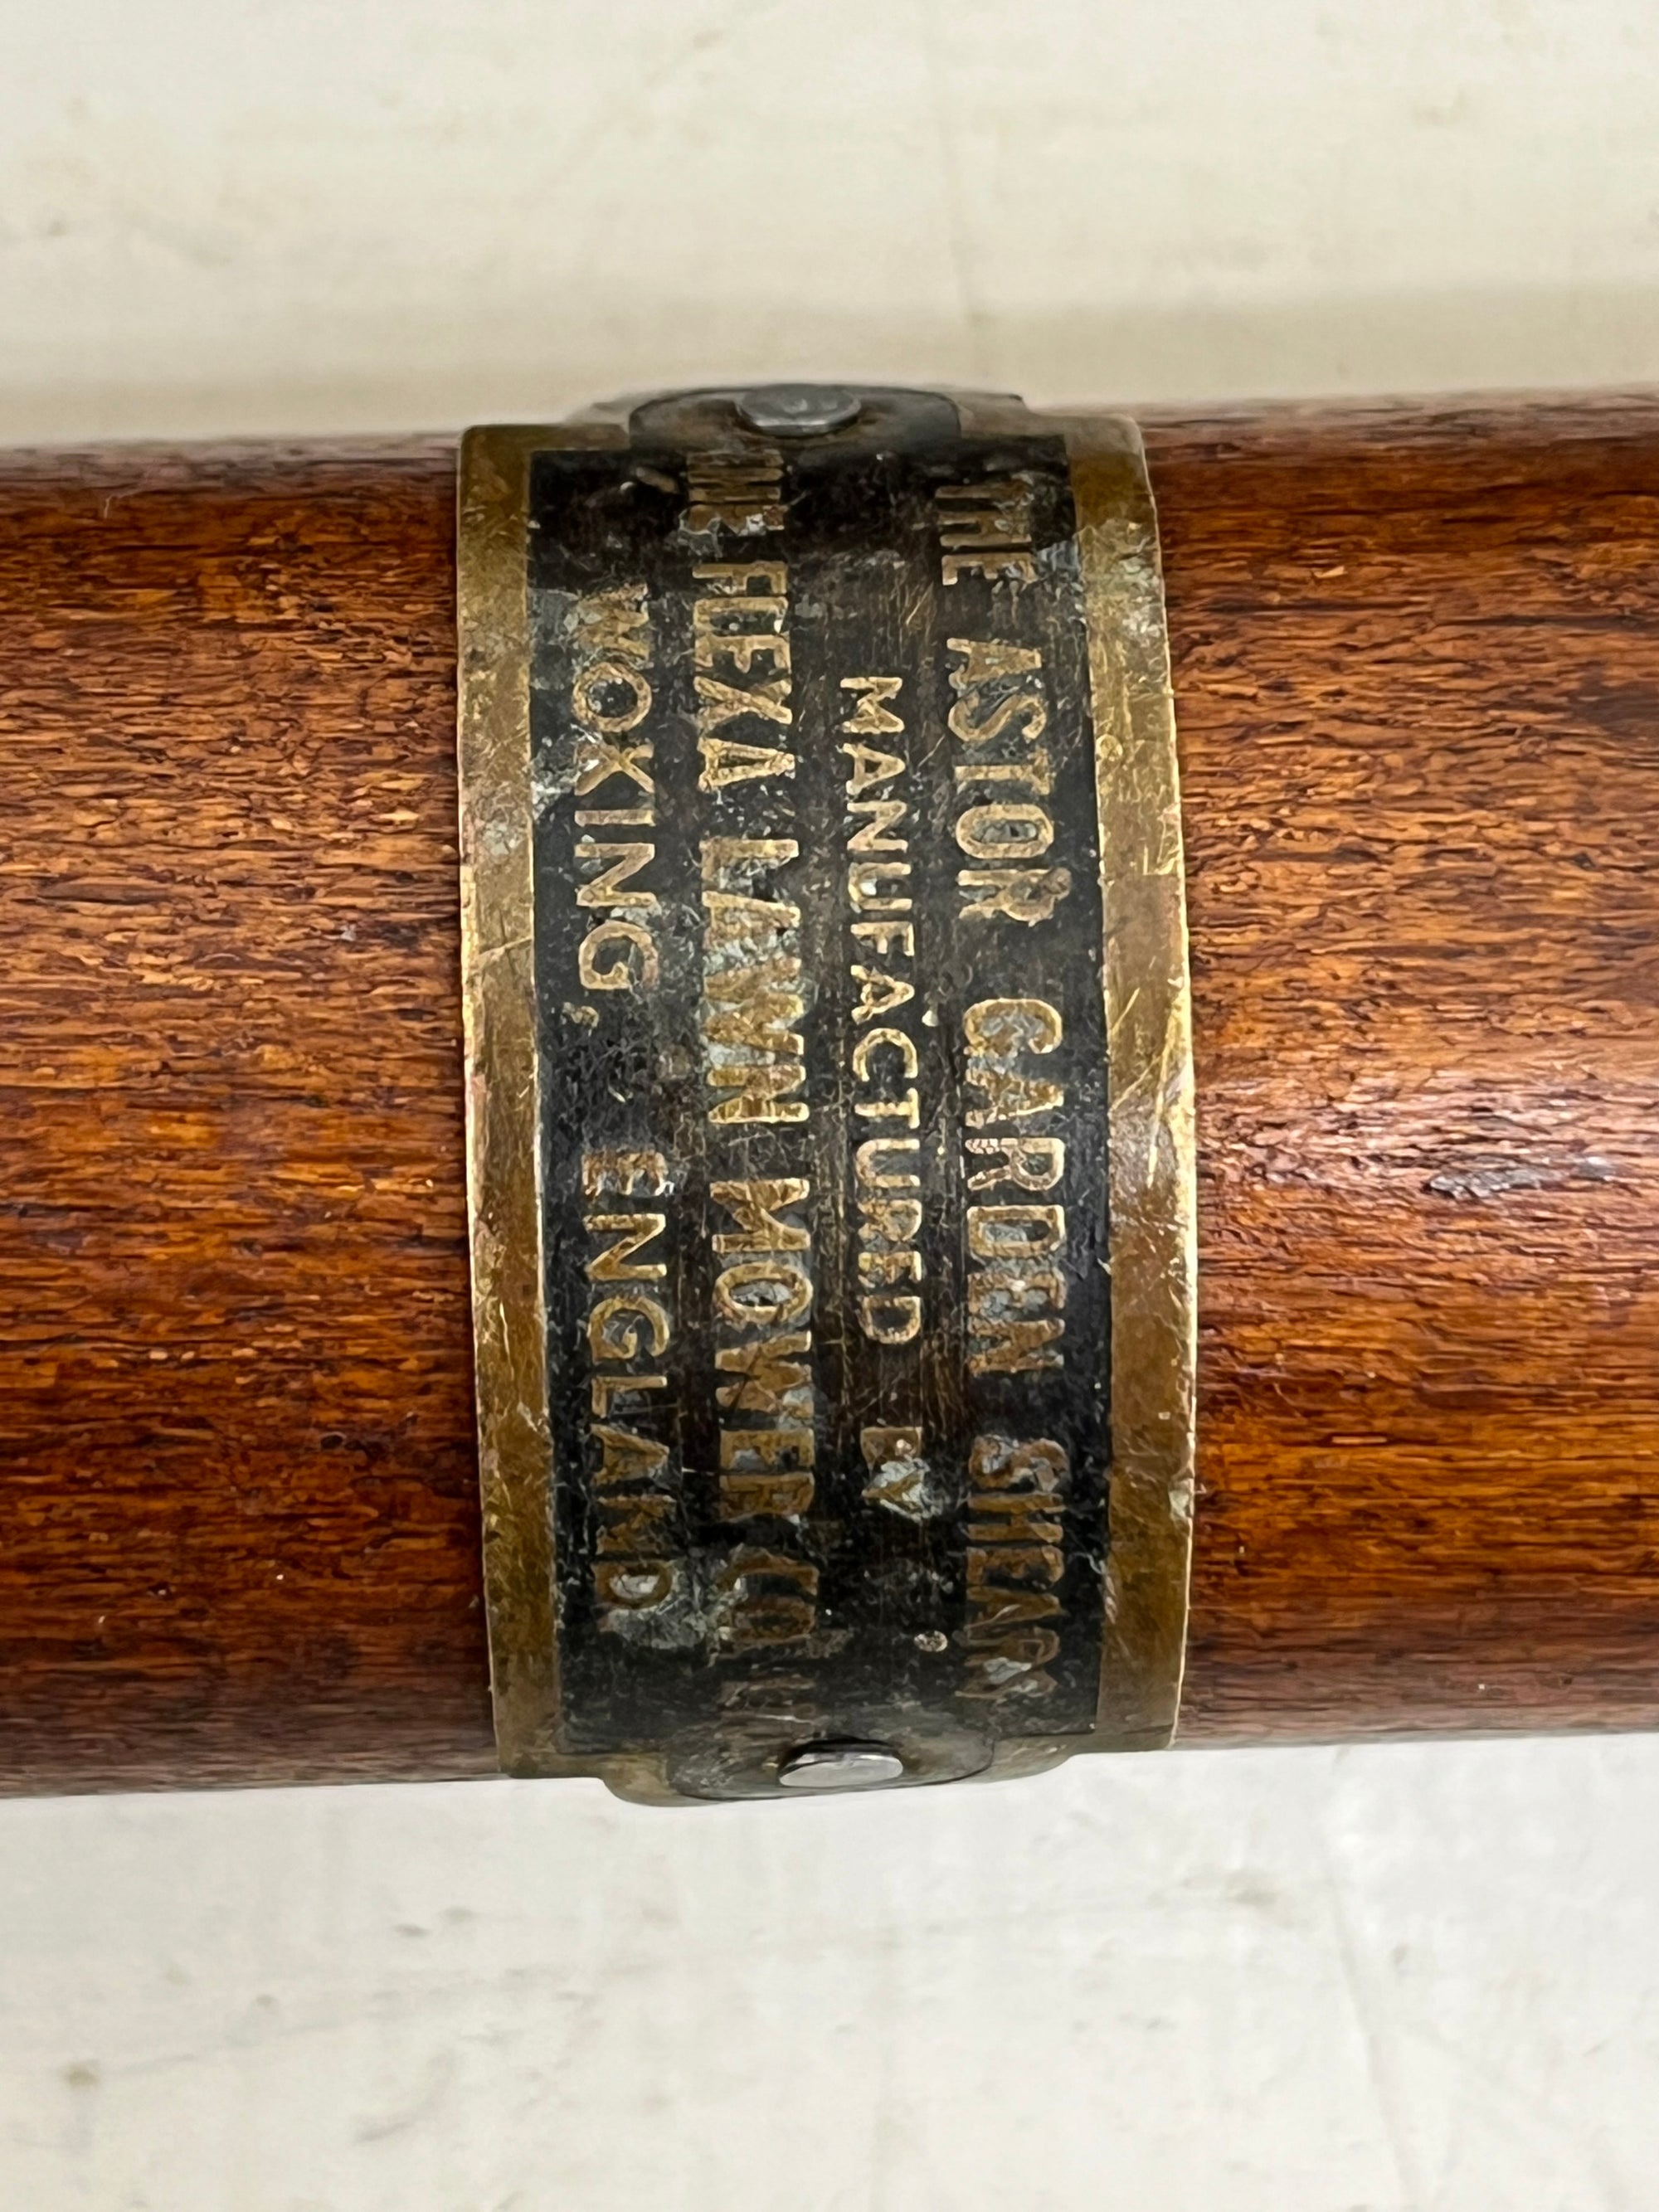 THE ASTOR GARDEN SHEAR
MANUFACTURED BY
THE FLEXA LAWN MOWER CO.
WOKING, ENGLAND.